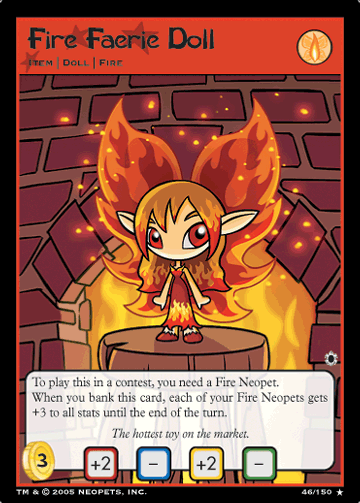 Fire Faerie Doll
Item | Doll | Fire
To play this in a contest, you need a Fire Neopet.
When you bank this card, each of your Fire Neopets gets
+3 to all stats until the end of the turn.
The hottest toy on the market.
3
+2
–
+2
–
TM & © 2005 NEOPETS, INC.
46/150 ★